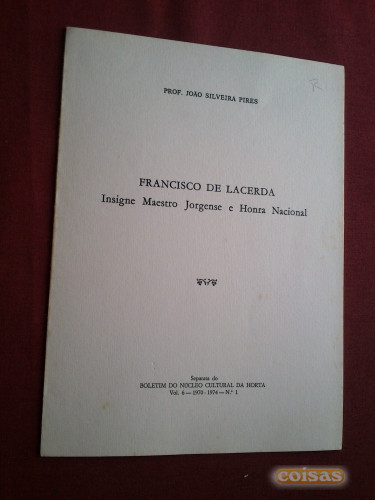 PROF. JOÃO SILVEIRA PIRES
FRANCISCO DE LACERDA
Insigne Maestro Jorgense e Honra Nacional
Separata do
BOLETIM DO NÚCLEO CULTURAL DA HORTA
Vol. 6 — 1970 - 1974 — N.º 1
coisas